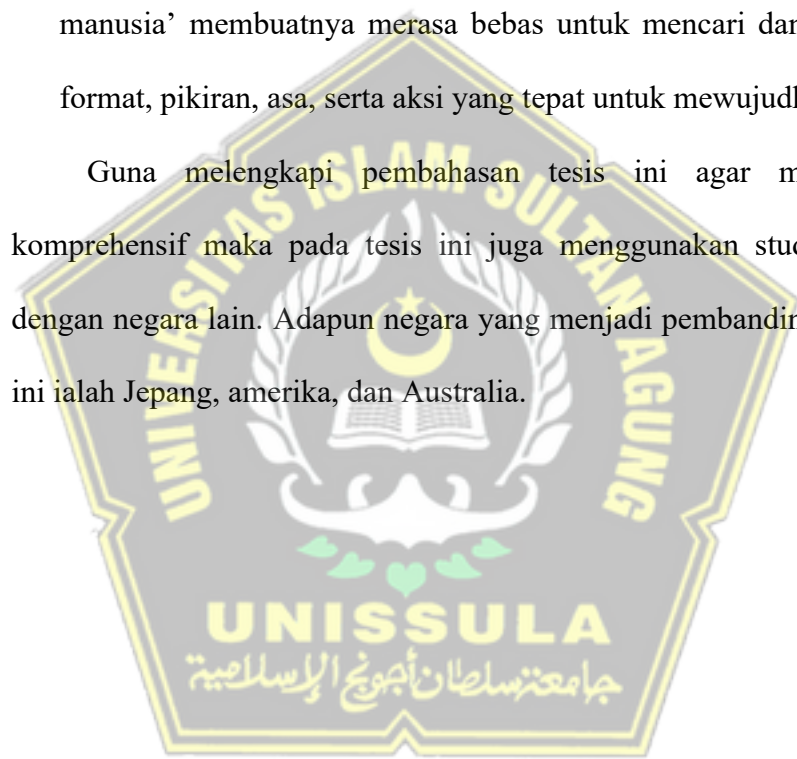 manusia’ membuatnya merasa bebas untuk mencari dan
format, pikiran, asa, serta aksi yang tepat untuk mewujudk
Guna melengkapi pembahasan tesis ini agar m
komprehensif maka pada tesis ini juga menggunakan stud
dengan negara lain. Adapun negara yang menjadi pembandin
ini ialah Jepang, amerika, dan Australia.
UNIVERSITAS ISLAM SULTAN AGUNG
UNISSULA
جامعة سلطان أجونج الإسلامية